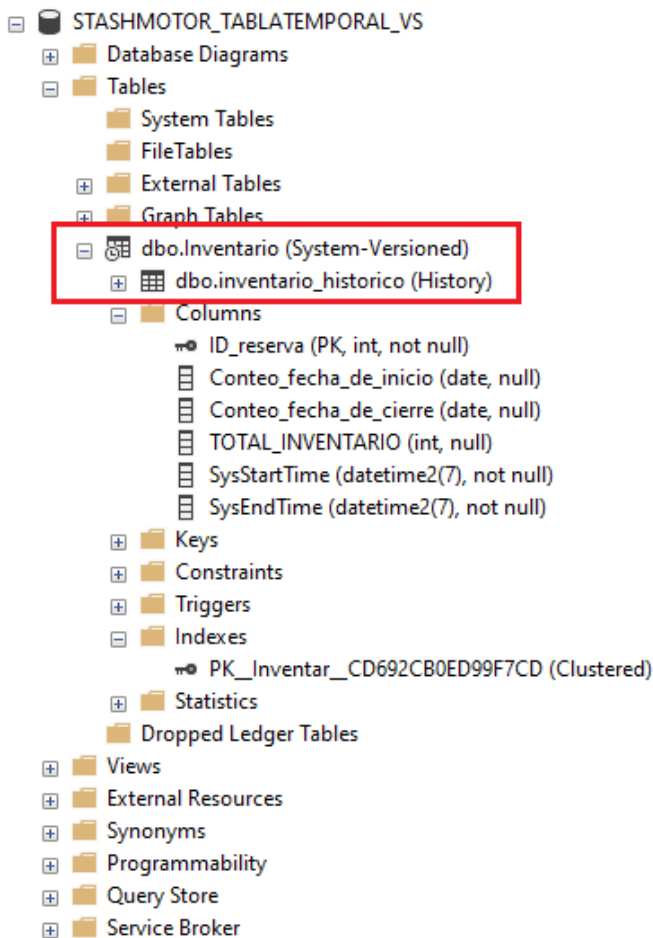 STASHMOTOR_TABLATEMPORAL_VS
Database Diagrams
Tables
System Tables
FileTables
External Tables
Graph Tables
dbo.Inventario (System-Versioned)
dbo.inventario_historico (History)
Columns
ID_reserva (PK, int, not null)
Conteo_fecha_de_inicio (date, null)
Conteo_fecha_de_cierre (date, null)
TOTAL_INVENTARIO (int, null)
SysStartTime (datetime2(7), not null)
SysEndTime (datetime2(7), not null)
Keys
Constraints
Triggers
Indexes
PK__Inventar__CD692CB0ED99F7CD (Clustered)
Statistics
Dropped Ledger Tables
Views
External Resources
Synonyms
Programmability
Query Store
Service Broker